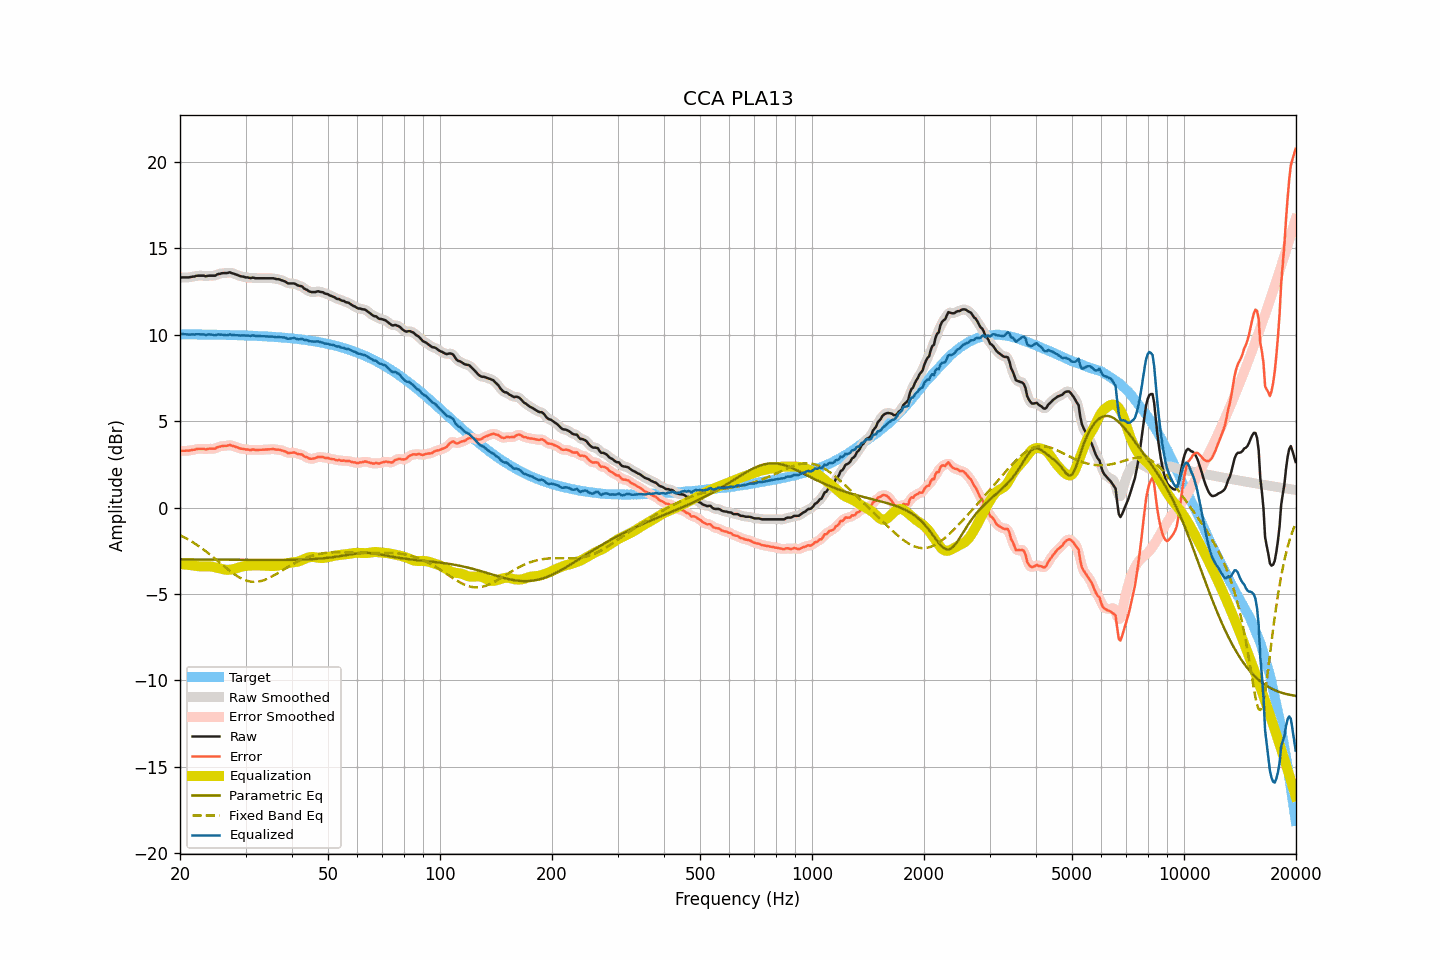 CCA PLA13
Amplitude (dBr)
20
15
10
5
0
−5
−10
−15
−20
Target
Raw Smoothed
Error Smoothed
Raw
Error
Equalization
Parametric Eq
Fixed Band Eq
Equalized
20 50 100 200 500 1000 2000 5000 10000 20000
Frequency (Hz)